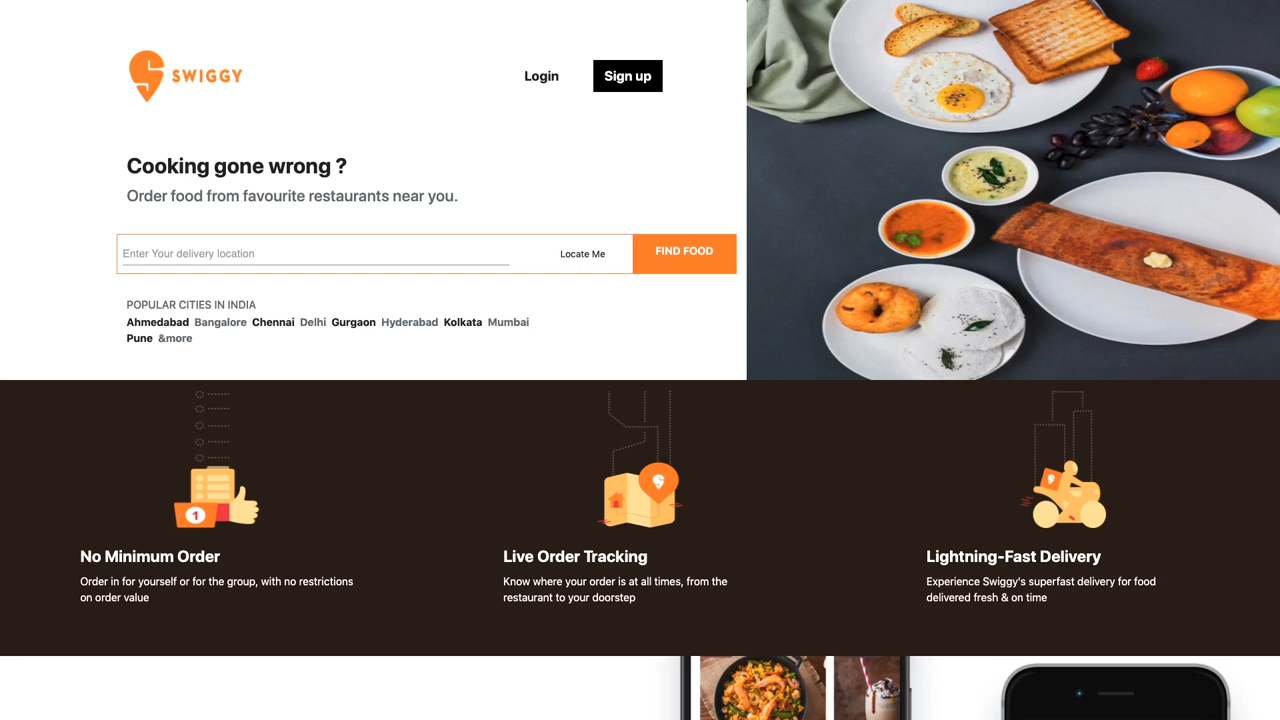 SWIGGY
Login
Sign up
Cooking gone wrong ?
Order food from favourite restaurants near you.
Enter Your delivery location
Locate Me
FIND FOOD
POPULAR CITIES IN INDIA
Ahmedabad Bangalore Chennai Delhi Gurgaon Hyderabad Kolkata Mumbai
Pune &more
1
No Minimum Order
Order in for yourself or for the group, with no restrictions
on order value
Live Order Tracking
Know where your order is at all times, from the
restaurant to your doorstep
Lightning-Fast Delivery
Experience Swiggy's superfast delivery for food
delivered fresh & on time